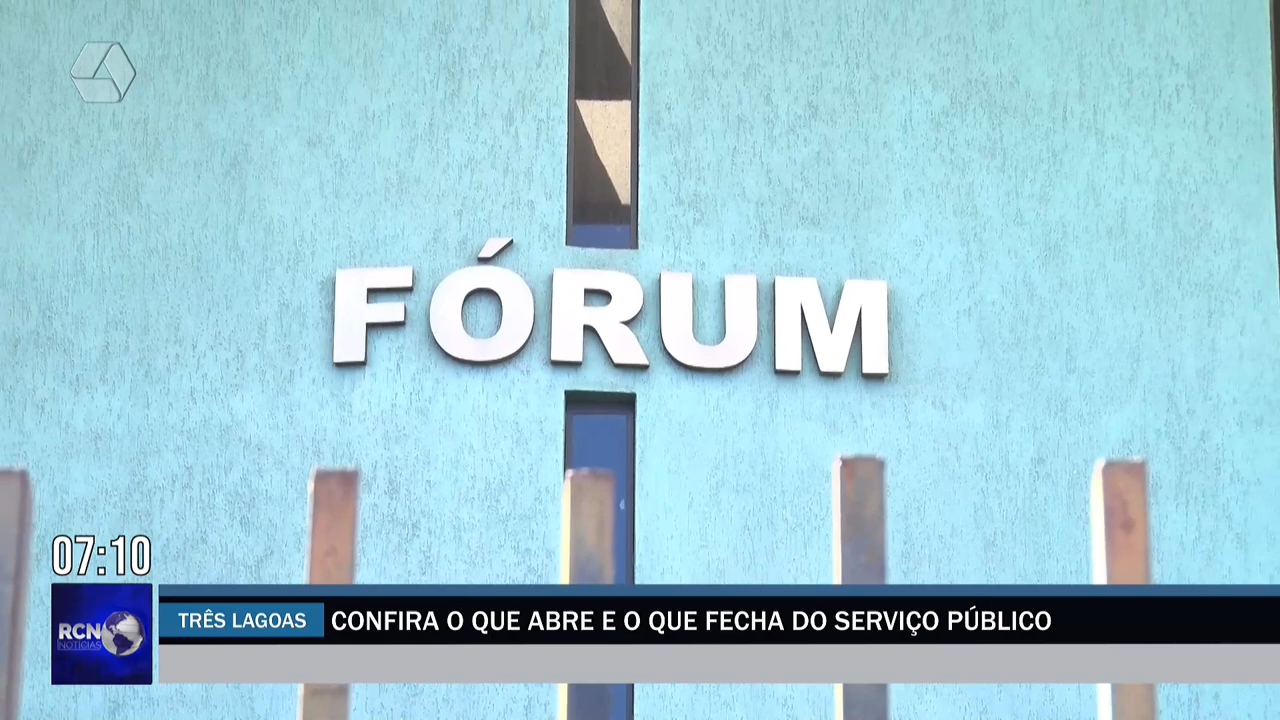 FÓRUM
07:10
RCN
NOTÍCIAS
TRÊS LAGOAS
CONFIRA O QUE ABRE E O QUE FECHA DO SERVIÇO PÚBLICO